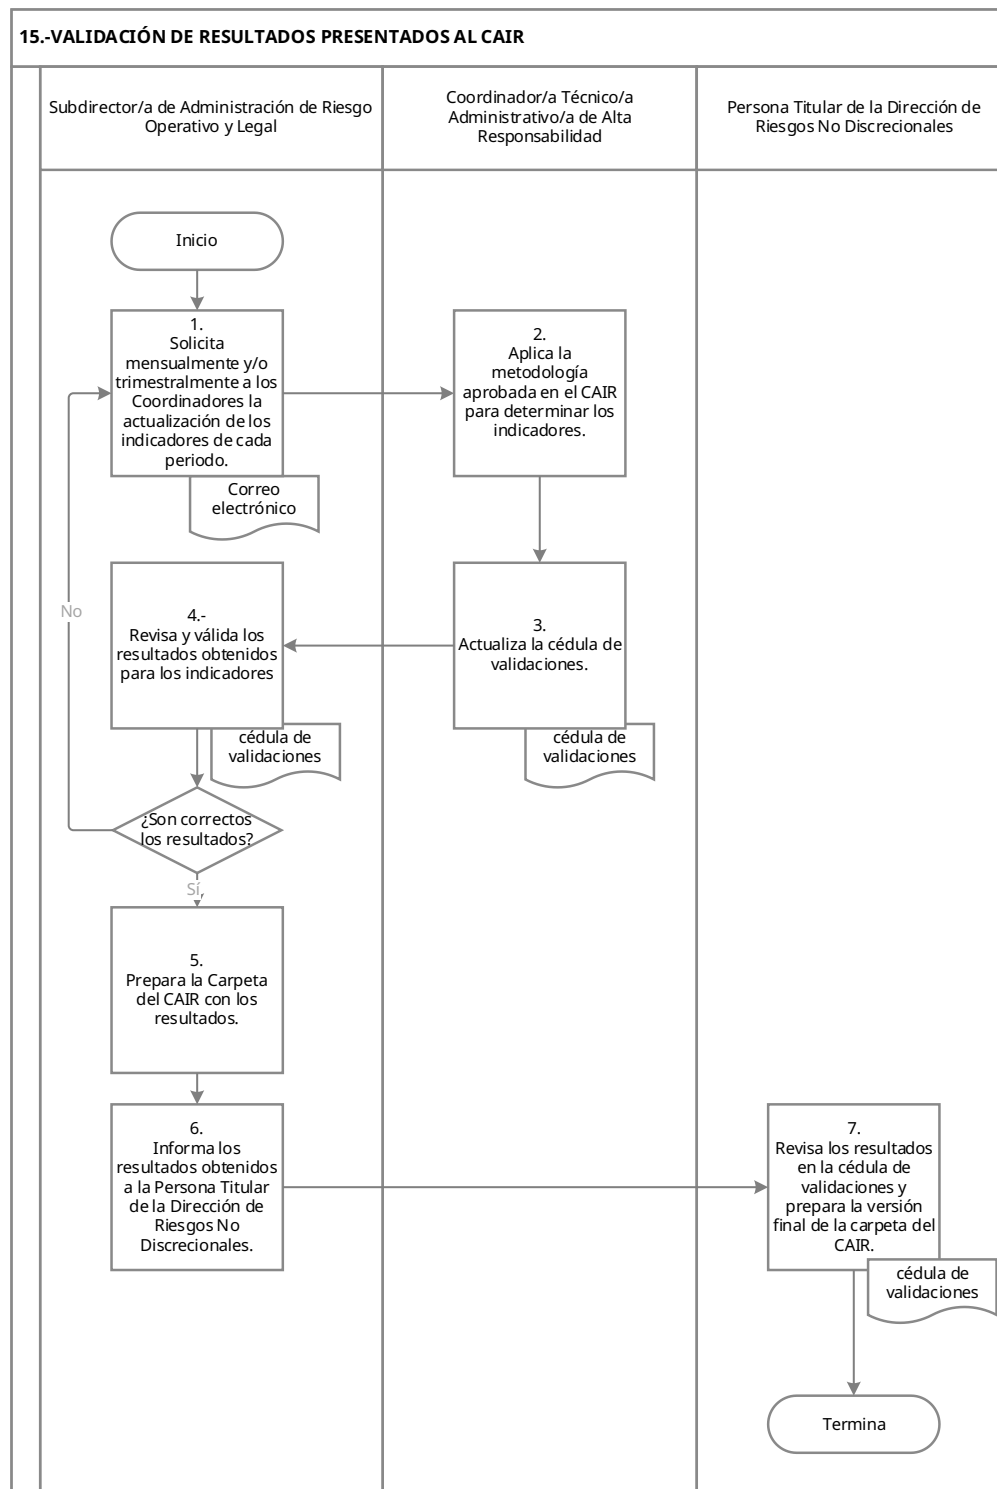 15.-VALIDACIÓN DE RESULTADOS PRESENTADOS AL CAIR
Subdirector/a de Administración de Riesgo
Operativo y Legal
Coordinador/a Técnico/a
Administrativo/a de Alta
Responsabilidad
Persona Titular de la Dirección de
Riesgos No Discrecionales
Inicio
1.
Solicita
mensualmente y/o
trimestralmente a los
Coordinadores la
actualización de los
indicadores de cada
periodo.
Correo
electrónico
2.
Aplica la
metodología
aprobada en el CAIR
para determinar los
indicadores.
3.
Actualiza la cédula de
validaciones.
cédula de
validaciones
4.-
Revisa y válida los
resultados obtenidos
para los indicadores
cédula de
validaciones
¿Son correctos
los resultados?
No
Sí,
5.
Prepara la Carpeta
del CAIR con los
resultados.
6.
Informa los
resultados obtenidos
a la Persona Titular
de la Dirección de
Riesgos No
Discrecionales.
7.
Revisa los resultados
en la cédula de
validaciones y
prepara la versión
final de la carpeta del
CAIR.
cédula de
validaciones
Termina